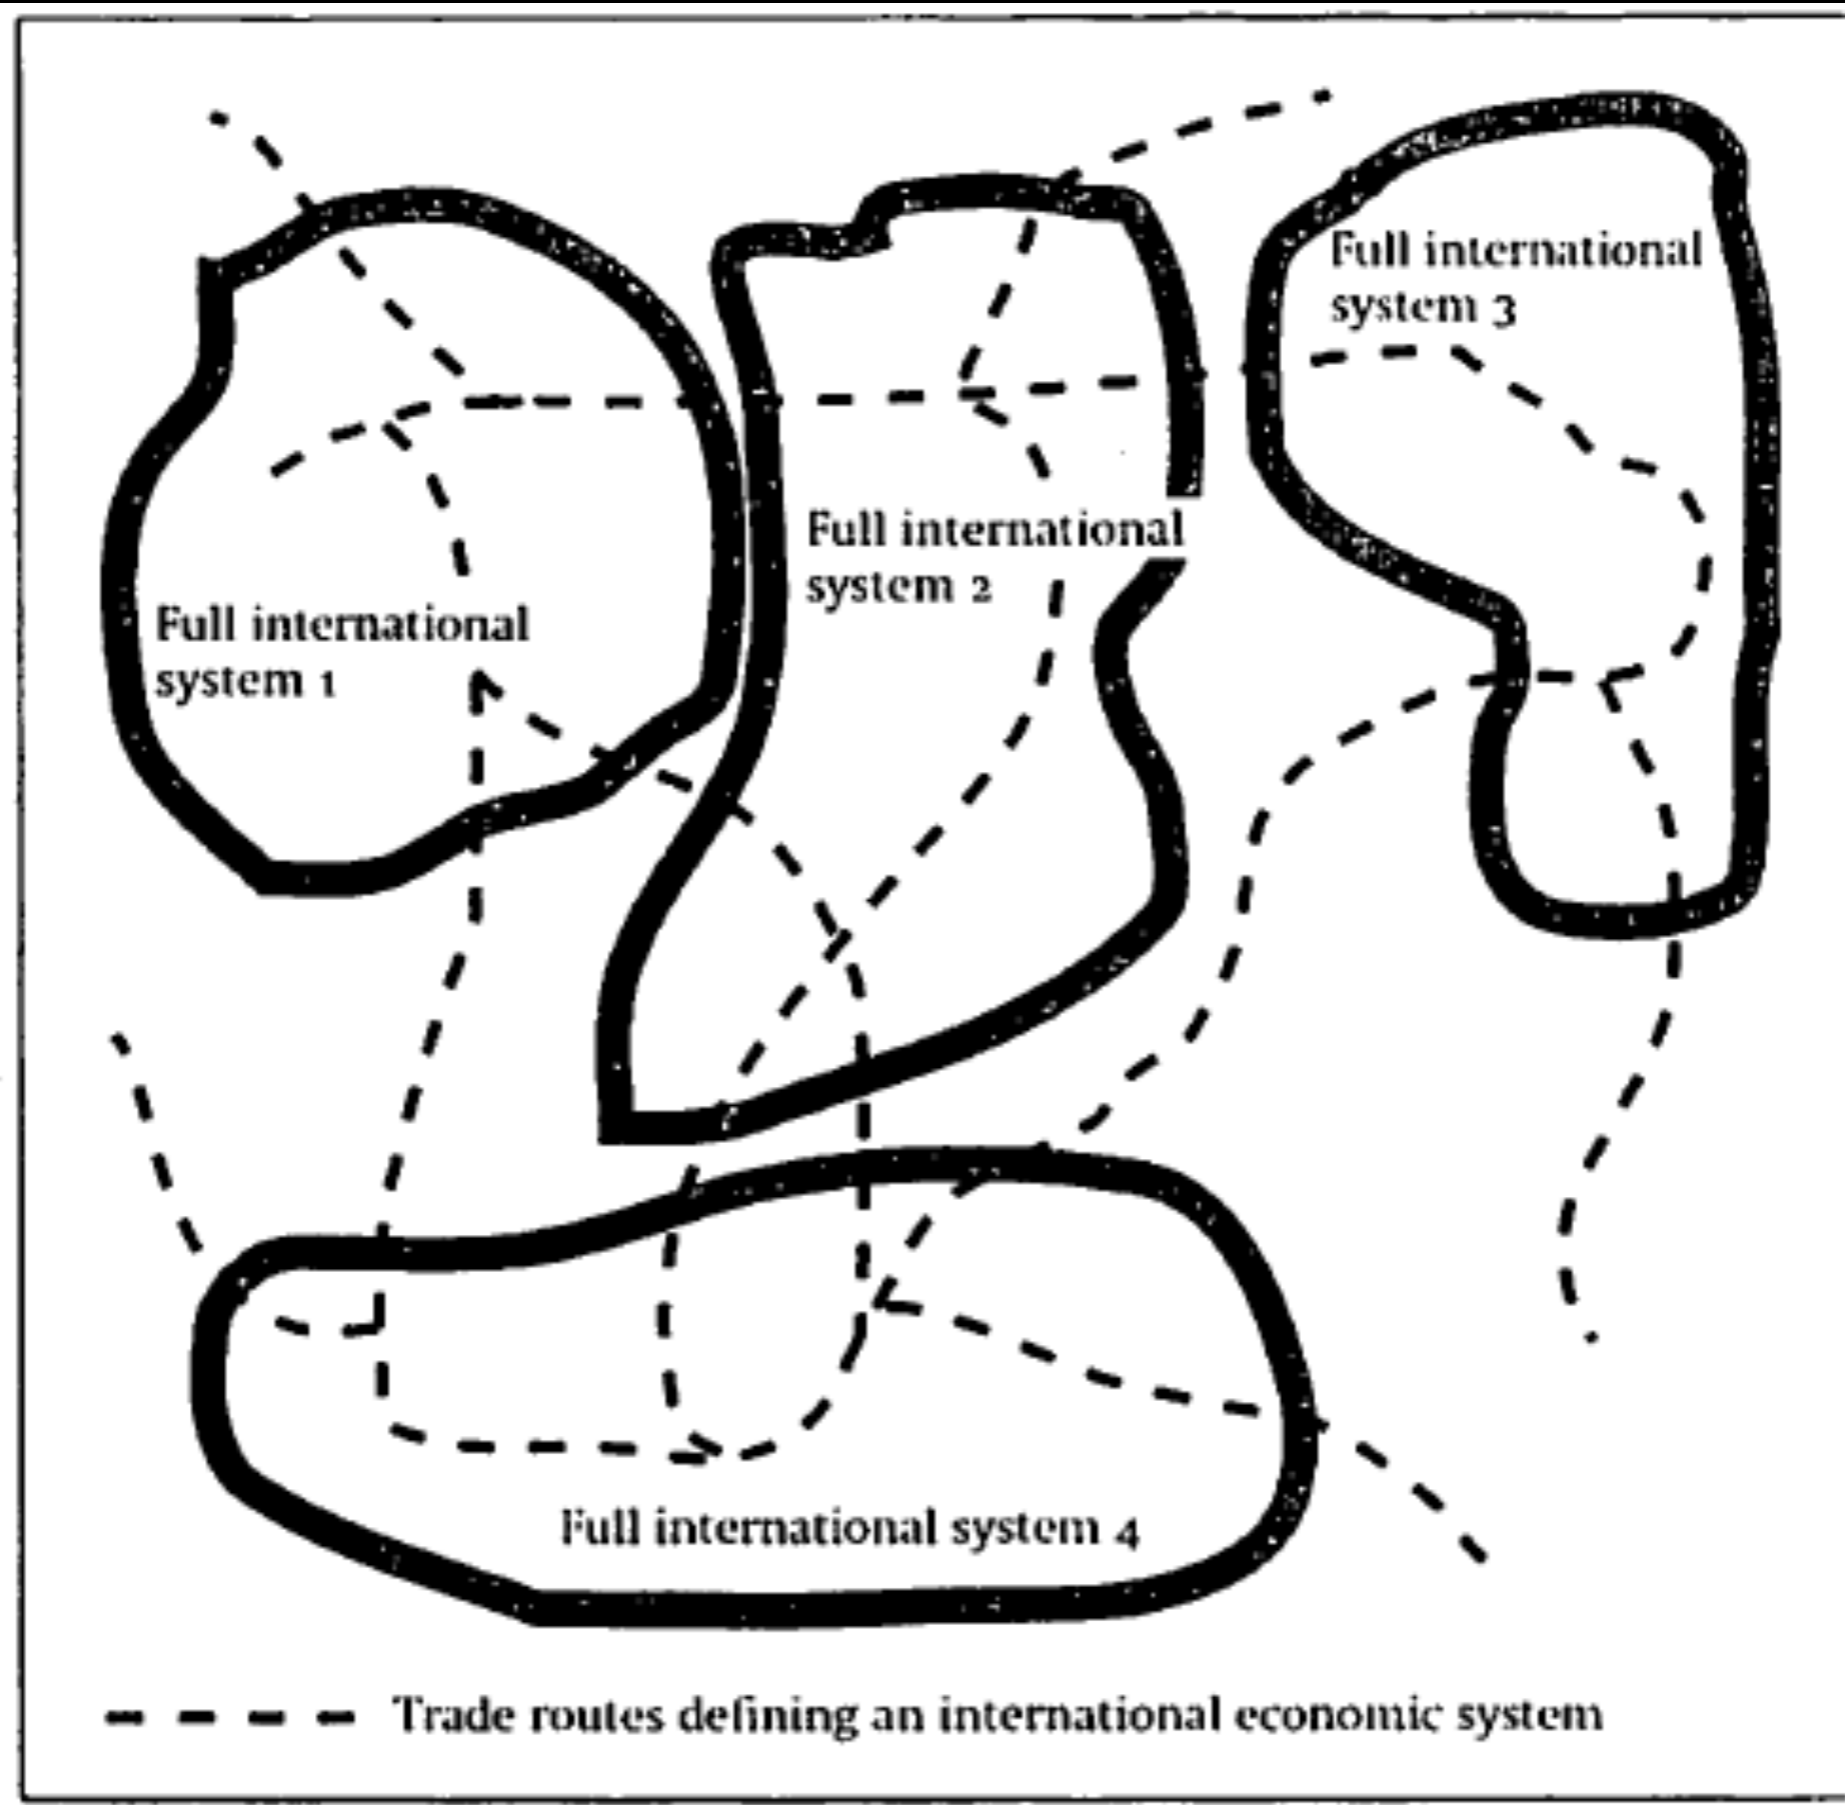 Full international
system 3
Full international
system 2
Full international
system 1
Full international system 4
Trade routes defining an international economic system